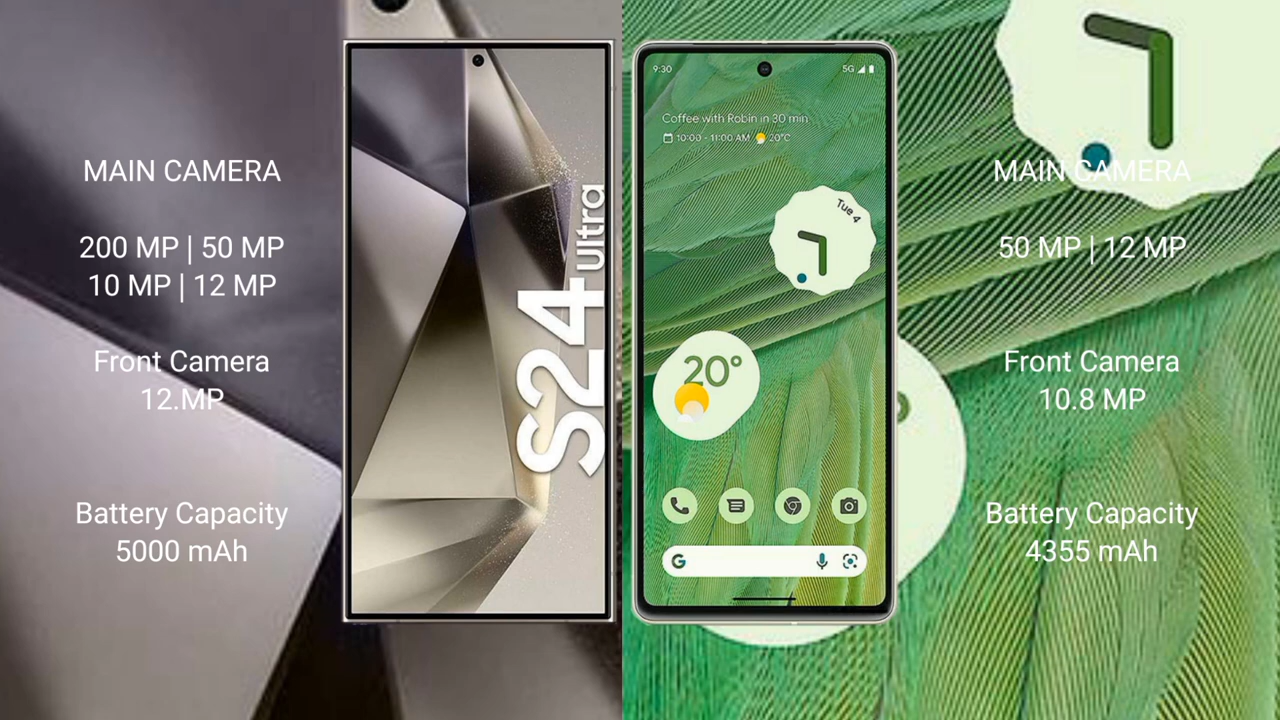 MAIN CAMERA
200 MP | 50 MP
10 MP | 12 MP
Front Camera
12.MP
Battery Capacity
5000 mAh
S24 ultra
9:30
5G
Coffee with Robin in 30 min
10:00 - 11:00 AM 20°C
Tue 4
20°
G
MAIN CAMERA
50 MP | 12 MP
Front Camera
10.8 MP
Battery Capacity
4355 mAh